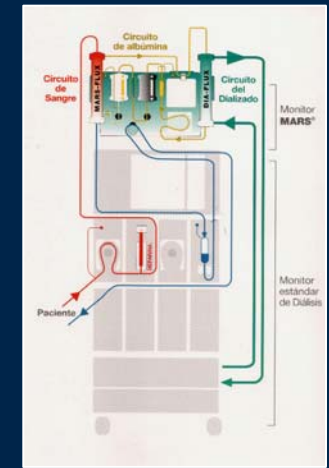 Circuito
de albúmina
Circuito
de
Sangre
MARS-FLUX
DIA-FLUX
Circuito
del
Dializado
Monitor
MARS®
HEPARINA
Monitor
estándar
de Diálisis
Paciente